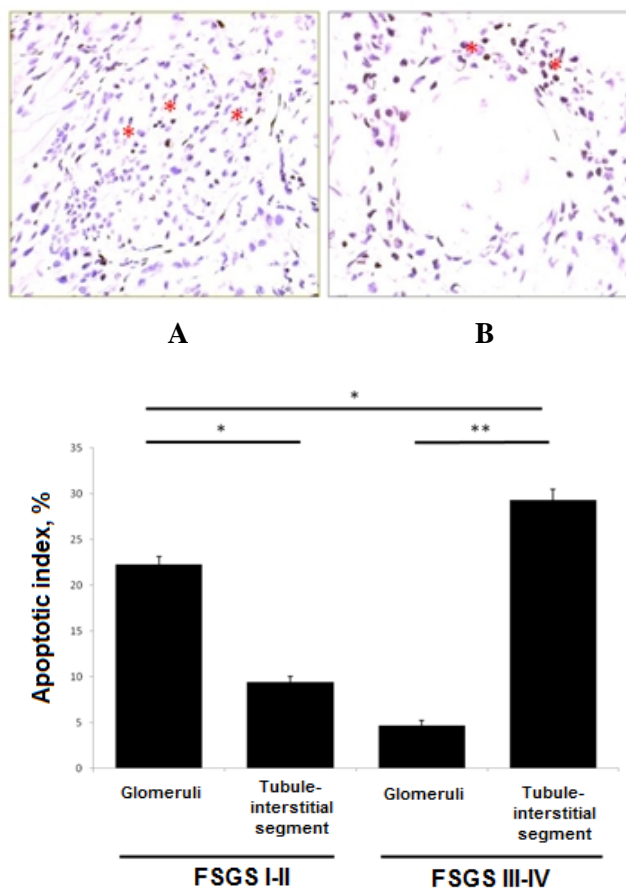 A B
* 
* **
Apoptotic index, %
35
30
25
20
15
10
5
0
Glomeruli
Tubule-
interstitial
segment
Glomeruli
Tubule-
interstitial
segment
FSGS I-II FSGS III-IV